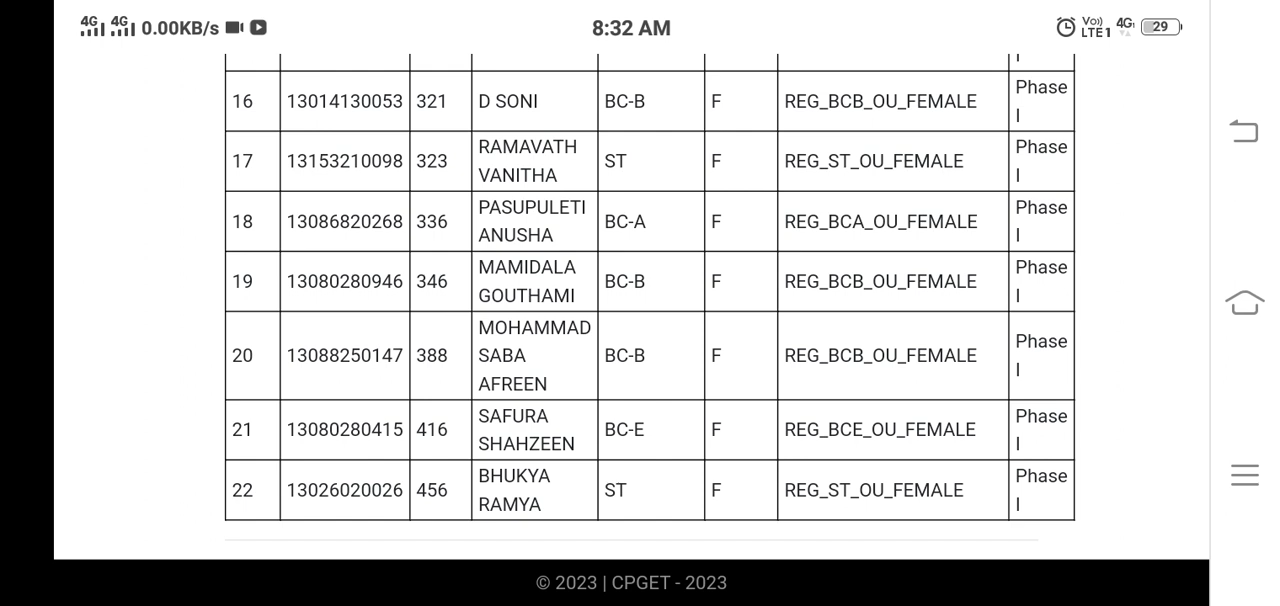 4G 4G 0.00KB/s 8:32 AM Vo)) LTE1 4G 29
16 13014130053 321 D SONI BC-B F REG_BCB_OU_FEMALE Phase I
17 13153210098 323 RAMAVATH VANITHA ST F REG_ST_OU_FEMALE Phase I
18 13086820268 336 PASUPULETI ANUSHA BC-A F REG_BCA_OU_FEMALE Phase I
19 13080280946 346 MAMIDALA GOUTHAMI BC-B F REG_BCB_OU_FEMALE Phase I
20 13088250147 388 MOHAMMAD SABA AFREEN BC-B F REG_BCB_OU_FEMALE Phase I
21 13080280415 416 SAFURA SHAHZEEN BC-E F REG_BCE_OU_FEMALE Phase I
22 13026020026 456 BHUKYA RAMYA ST F REG_ST_OU_FEMALE Phase I
© 2023 | CPGET - 2023